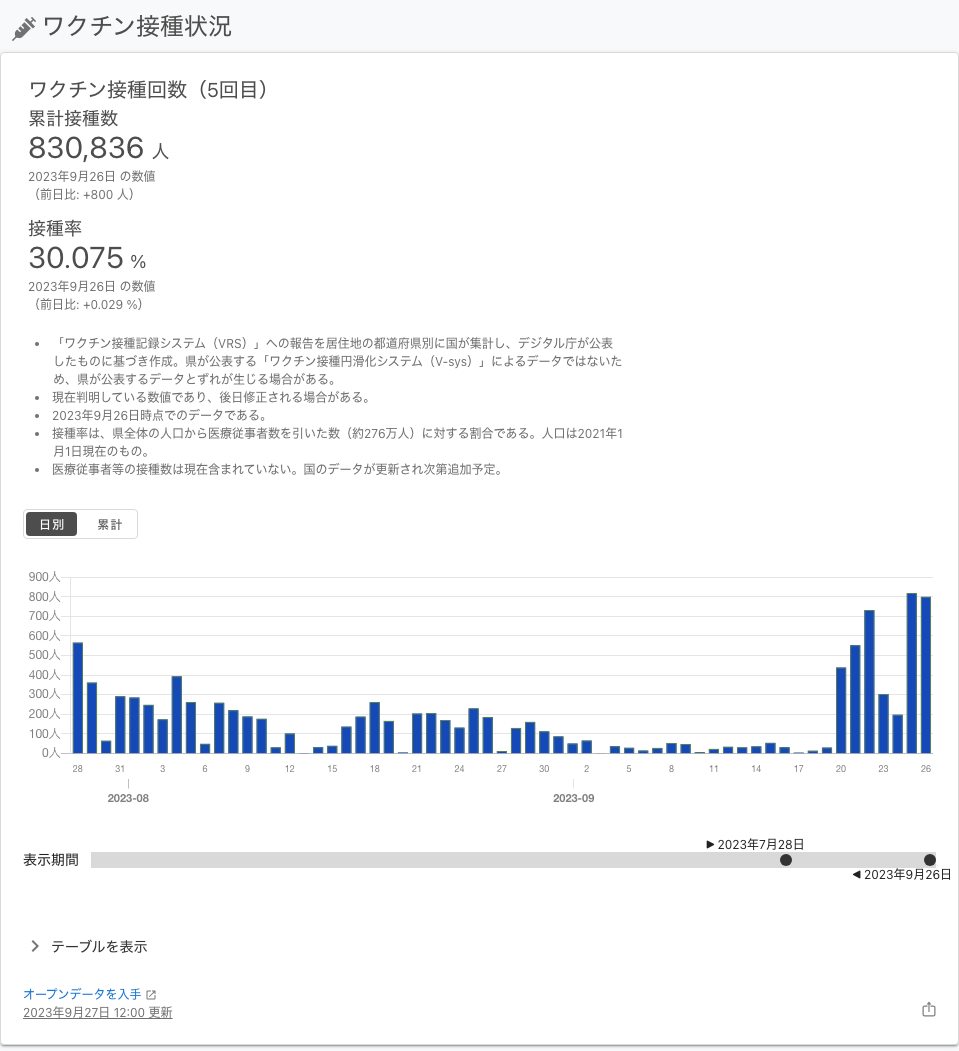 ワクチン接種状況
ワクチン接種回数（5回目）
累計接種数
830,836 人
2023年9月26日 の数値
（前日比: +800 人）
接種率
30.075 %
2023年9月26日 の数値
（前日比: +0.029 %）
• 「ワクチン接種記録システム（VRS）」への報告を居住地の都道府県別に国が集計し、デジタル庁が公表
したものに基づき作成。県が公表する「ワクチン接種円滑化システム（V-sys）」によるデータではないた
め、県が公表するデータとずれが生じる場合がある。
• 現在判明している数値であり、後日修正される場合がある。
• 2023年9月26日時点でのデータである。
• 接種率は、県全体の人口から医療従事者数を引いた数（約276万人）に対する割合である。人口は2021年1
月1日現在のもの。
• 医療従事者等の接種数は現在含まれていない。国のデータが更新され次第追加予定。
日別 累計
900人
800人
700人
600人
500人
400人
300人
200人
100人
0人
28 31 3 6 9 12 15 18 21 24 27 30 2 5 8 11 14 17 20 23 26
2023-08 2023-09
▶ 2023年7月28日
表示期間
◀ 2023年9月26日
テーブルを表示
オープンデータを入手
2023年9月27日 12:00 更新